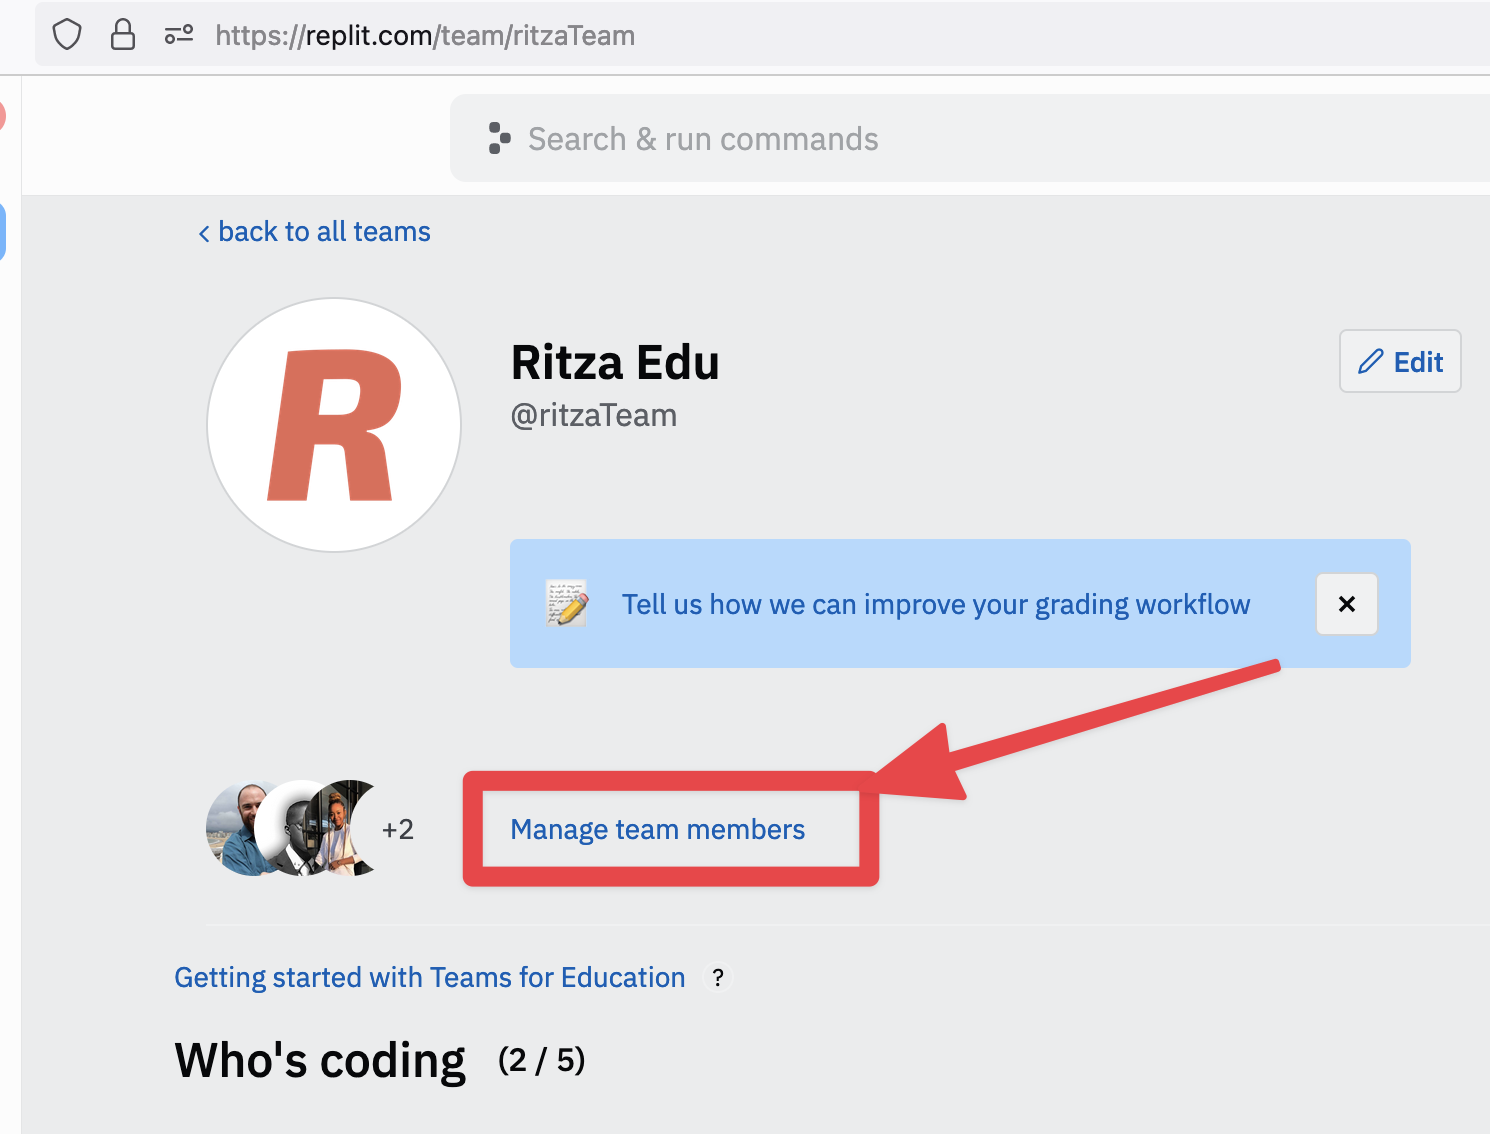 https://replit.com/team/ritzaTeam
Search & run commands
back to all teams
R
Ritza Edu
@ritzaTeam
Edit
Tell us how we can improve your grading workflow
+2
Manage team members
Getting started with Teams for Education ?
Who's coding (2 / 5)